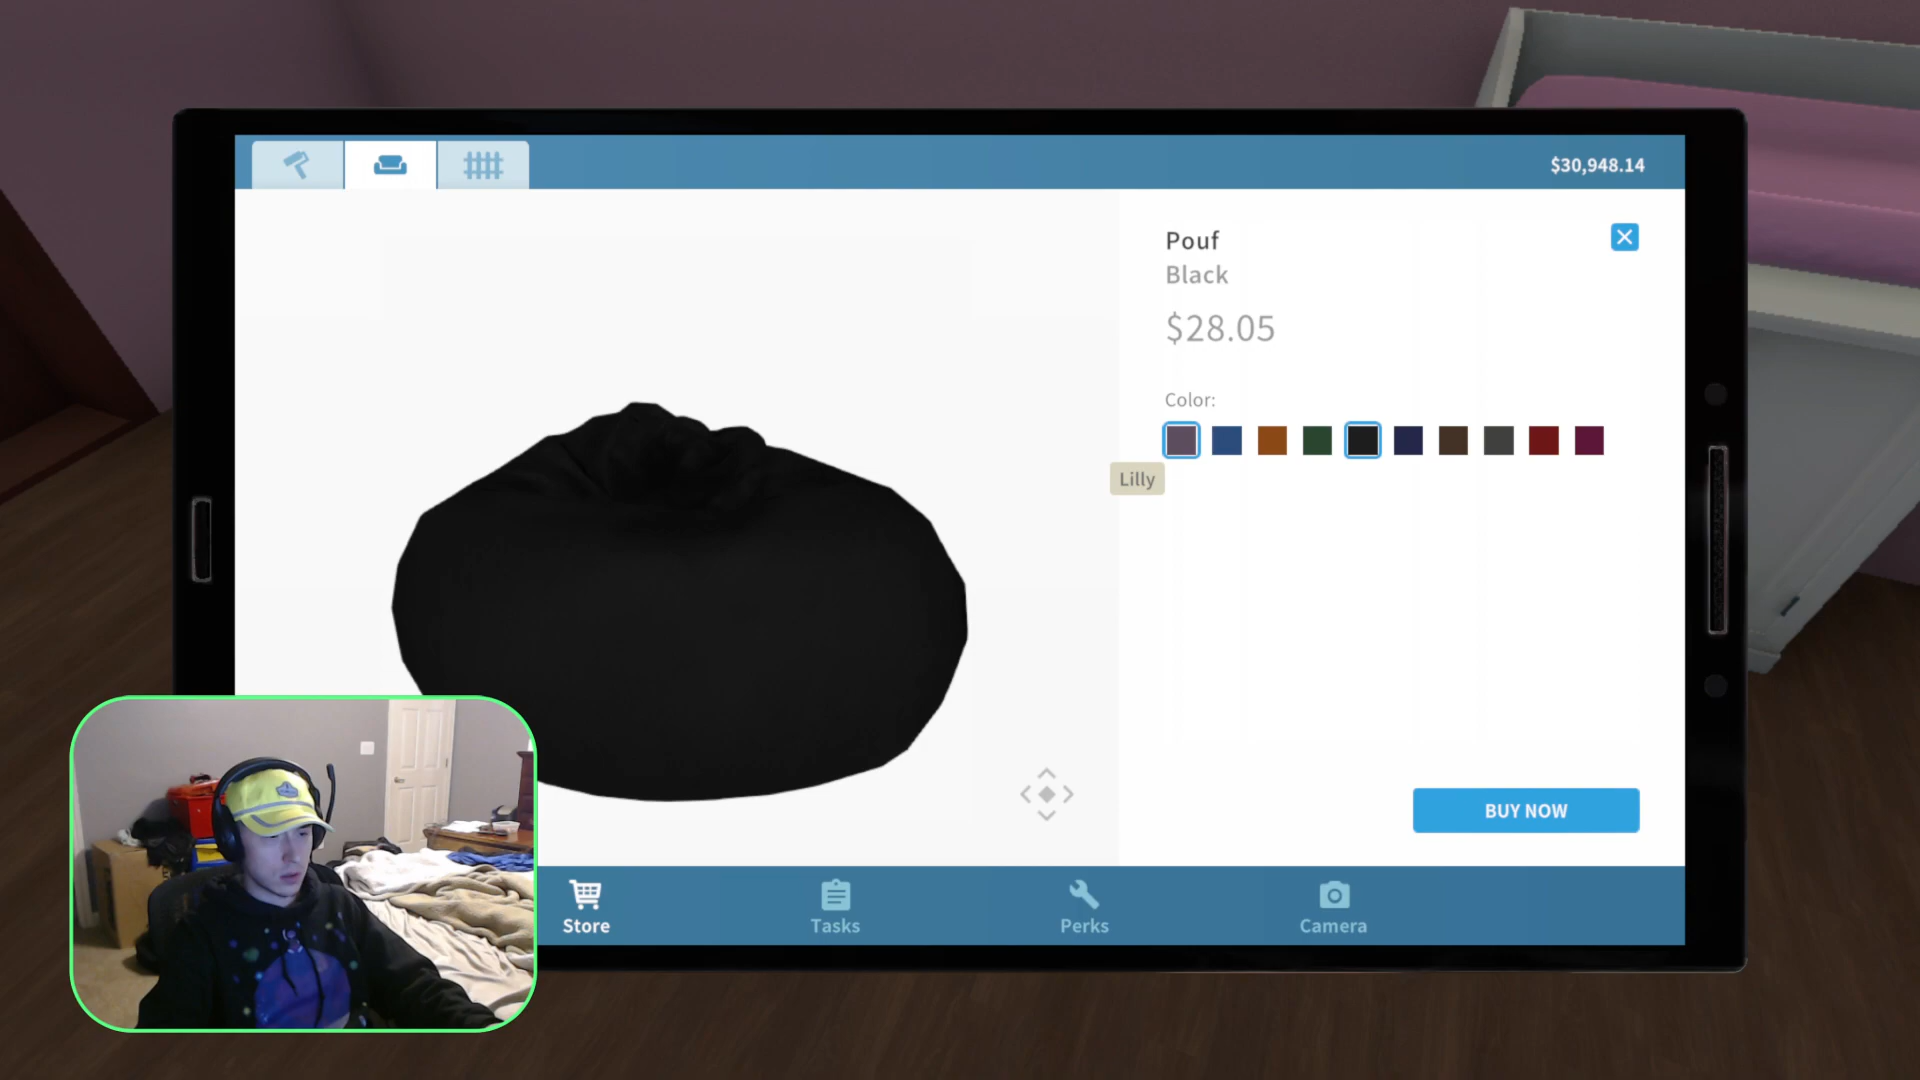 $30,948.14
Pouf
Black
$28.05
Color:
Lilly
BUY NOW
Store
Tasks
Perks
Camera